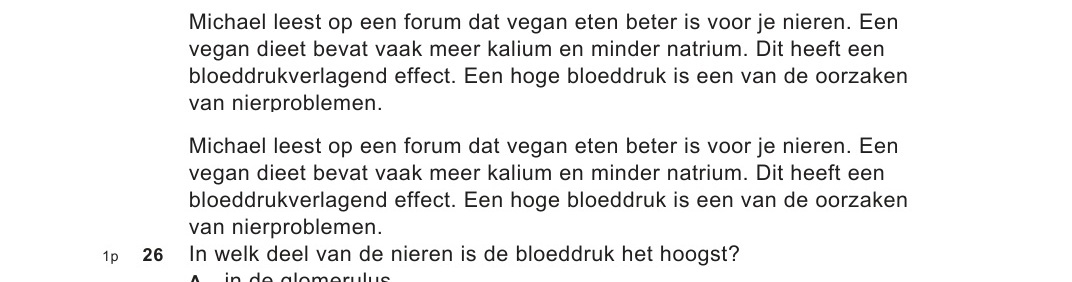 Michael leest op een forum dat vegan eten beter is voor je nieren. Een
vegan dieet bevat vaak meer kalium en minder natrium. Dit heeft een
bloeddrukverlagend effect. Een hoge bloeddruk is een van de oorzaken
van nierproblemen.
Michael leest op een forum dat vegan eten beter is voor je nieren. Een
vegan dieet bevat vaak meer kalium en minder natrium. Dit heeft een
bloeddrukverlagend effect. Een hoge bloeddruk is een van de oorzaken
van nierproblemen.
1p 26 In welk deel van de nieren is de bloeddruk het hoogst?
A in de glomerulus